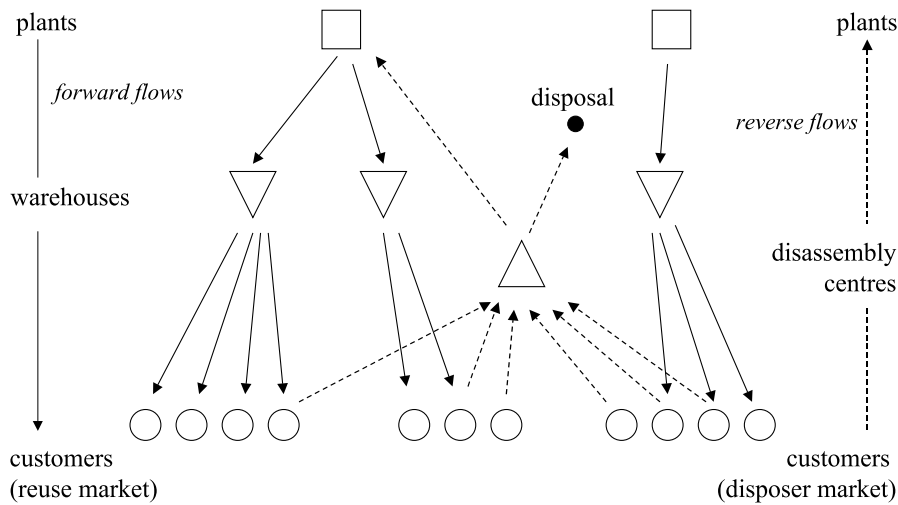 plants
plants
forward flows
disposal
reverse flows
warehouses
disassembly
centres
customers
(reuse market)
customers
(disposer market)